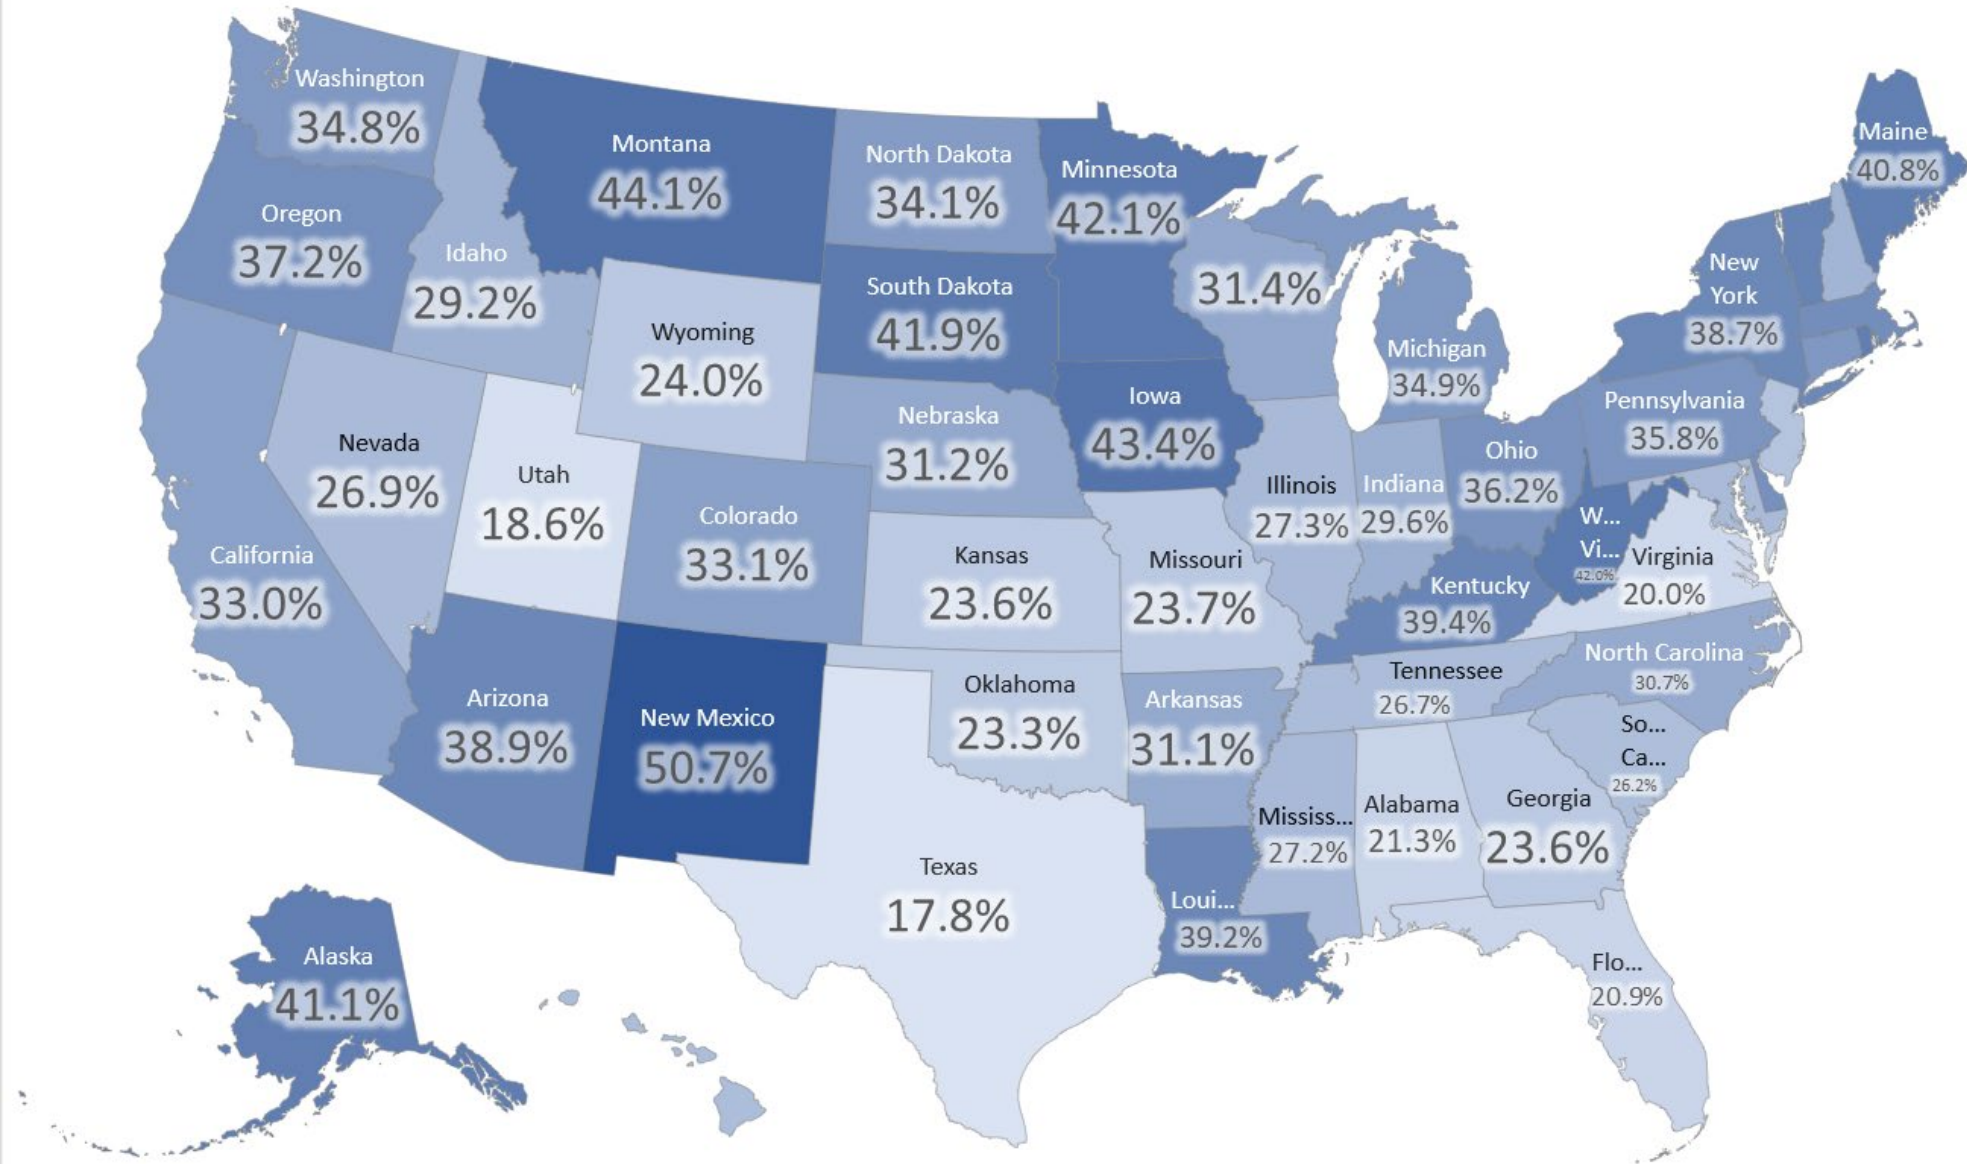 Washington
34.8%
Montana
44.1%
North Dakota
34.1%
Minnesota
42.1%
Maine
40.8%
Oregon
37.2%
Idaho
29.2%
South Dakota
41.9%
31.4%
New
York
38.7%
Wyoming
24.0%
Michigan
34.9%
Nebraska
31.2%
Iowa
43.4%
Pennsylvania
35.8%
Nevada
26.9%
Utah
18.6%
Colorado
33.1%
Illinois
27.3%
Indiana
29.6%
Ohio
36.2%
W...
Vi...
42.0%
Virginia
20.0%
California
33.0%
Kansas
23.6%
Missouri
23.7%
Kentucky
39.4%
North Carolina
30.7%
Tennessee
26.7%
Arizona
38.9%
New Mexico
50.7%
Oklahoma
23.3%
Arkansas
31.1%
So...
Ca...
26.2%
Mississ...
27.2%
Alabama
21.3%
Georgia
23.6%
Texas
17.8%
Loui...
39.2%
Flo...
20.9%
Alaska
41.1%